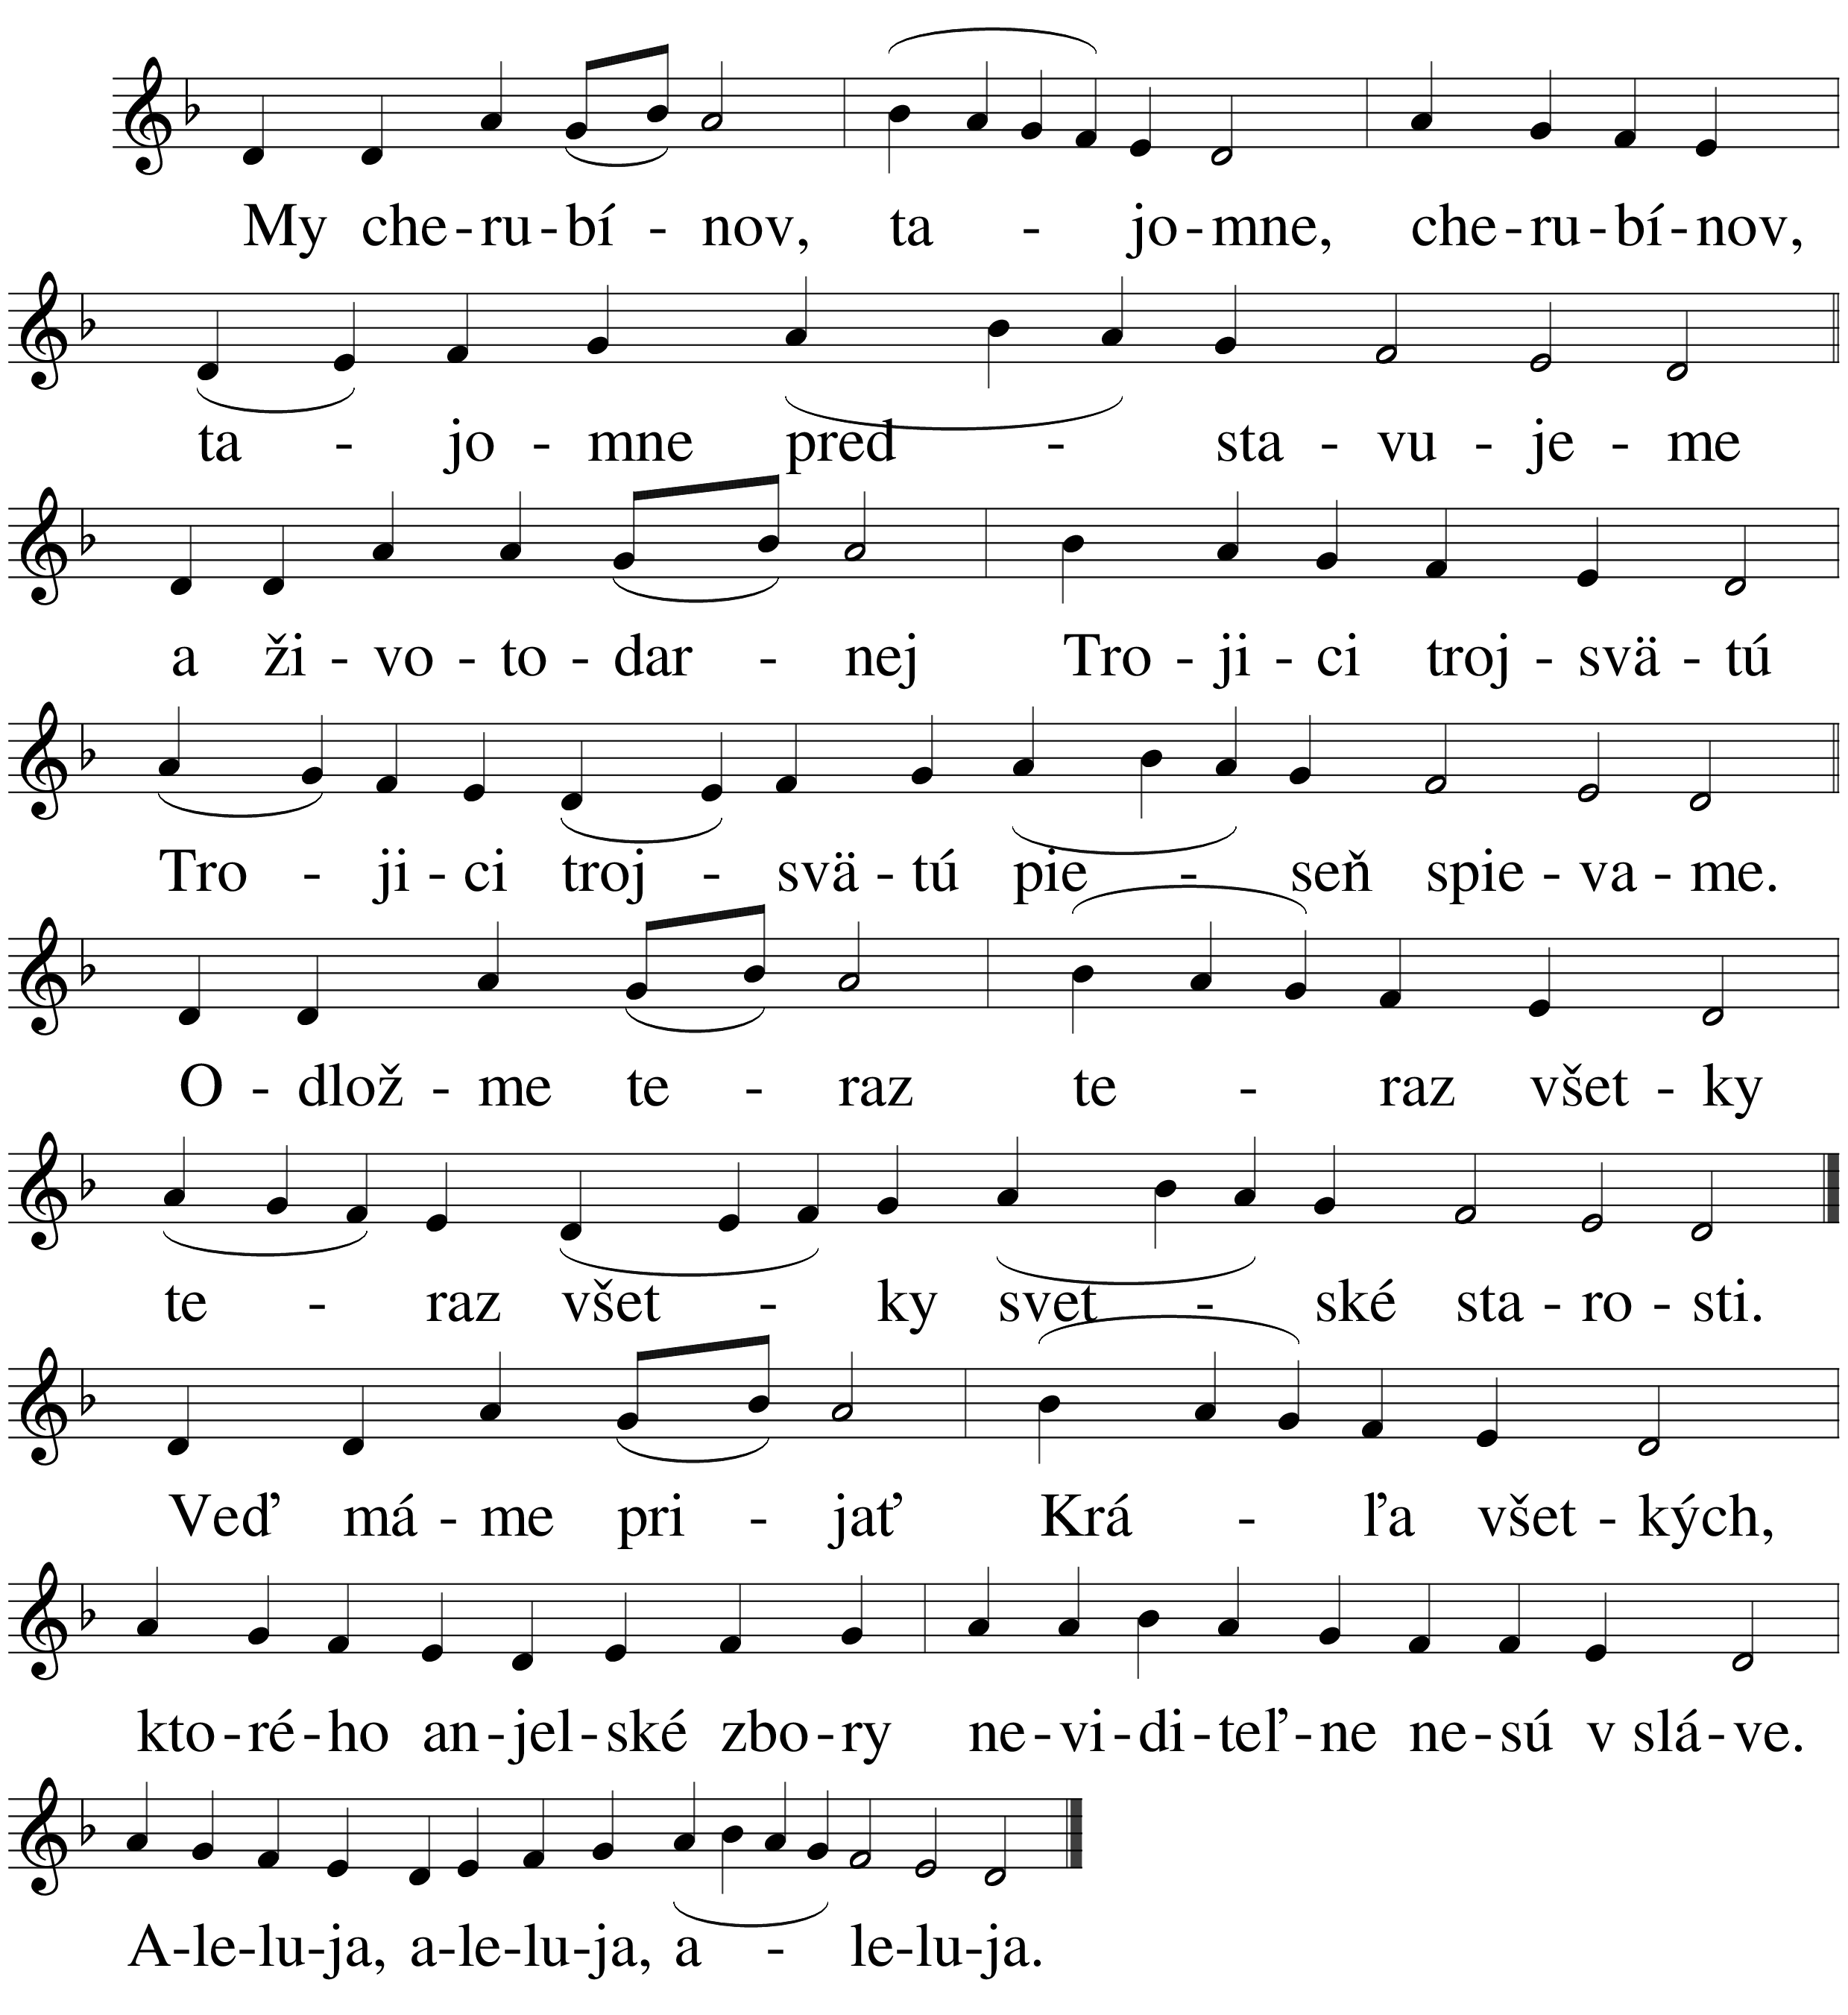 My che-ru-bí - nov, ta - jo-mne, che-ru-bí-nov,
ta - jo - mne pred - sta - vu - je - me
a ži - vo - to - dar - nej Tro - ji - ci troj - svä - tú
Tro - ji - ci troj - svä - tú pie - seň spie - va - me.
O - dlož - me te - raz te - raz všet - ky
te - raz všet - ky svet - ské sta - ro - sti.
Veď má - me pri - jať Krá - ľa všet - kých,
kto-ré-ho an-jel-ské zbo-ry ne-vi-di-teľ-ne ne-sú v slá-ve.
A-le-lu-ja, a-le-lu-ja, a - le-lu-ja.